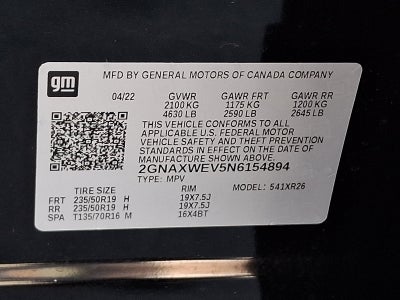 gm
MFD BY GENERAL MOTORS OF CANADA COMPANY
04/22 GVWR GAWR FRT GAWR RR
2100 KG 1175 KG 1200 KG
4630 LB 2590 LB 2645 LB
THIS VEHICLE CONFORMS TO ALL
APPLICABLE U.S. FEDERAL MOTOR
VEHICLE SAFETY AND THEFT PREVENTION
STANDARDS IN EFFECT ON THE DATE OF
MANUFACTURE SHOWN ABOVE.
2GNAXWEV5N6154894
TYPE: MPV
TIRE SIZE RIM 541XR26
FRT 235/50R19 H 19X7.5J
RR 235/50R19 H 19X7.5J
SPA T135/70R16 M 16X4BT